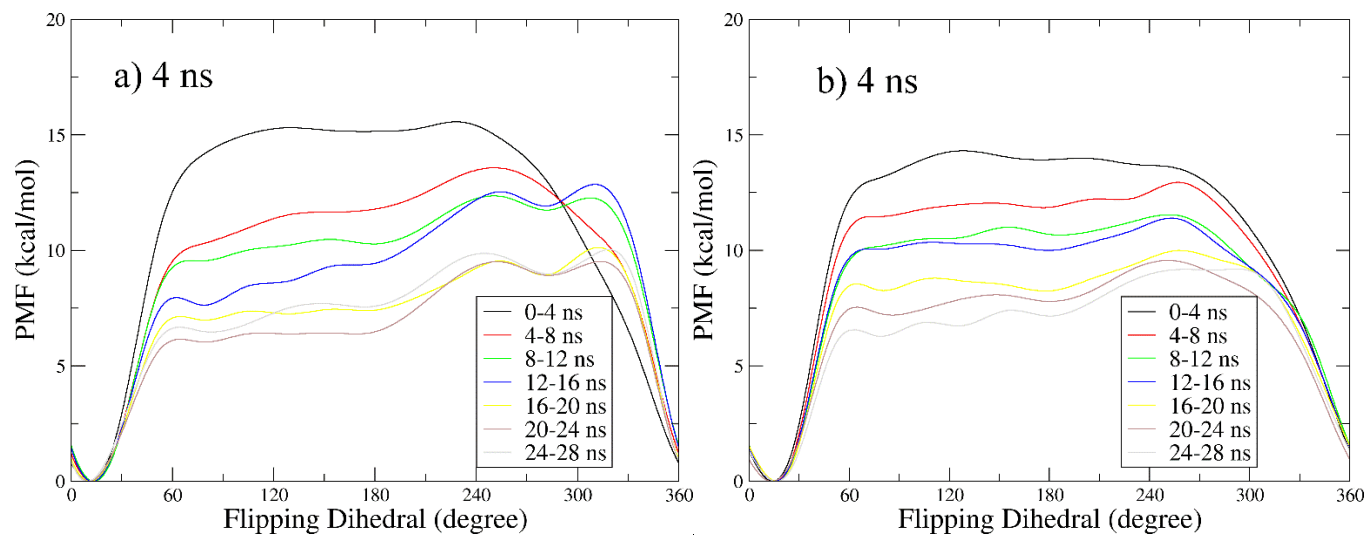 a) 4 ns
PMF (kcal/mol)
20
15
10
5
0
0-4 ns
4-8 ns
8-12 ns
12-16 ns
16-20 ns
20-24 ns
24-28 ns
0 60 120 180 240 300 360
Flipping Dihedral (degree)
b) 4 ns
PMF (kcal/mol)
20
15
10
5
0
0-4 ns
4-8 ns
8-12 ns
12-16 ns
16-20 ns
20-24 ns
24-28 ns
0 60 120 180 240 300 360
Flipping Dihedral (degree)